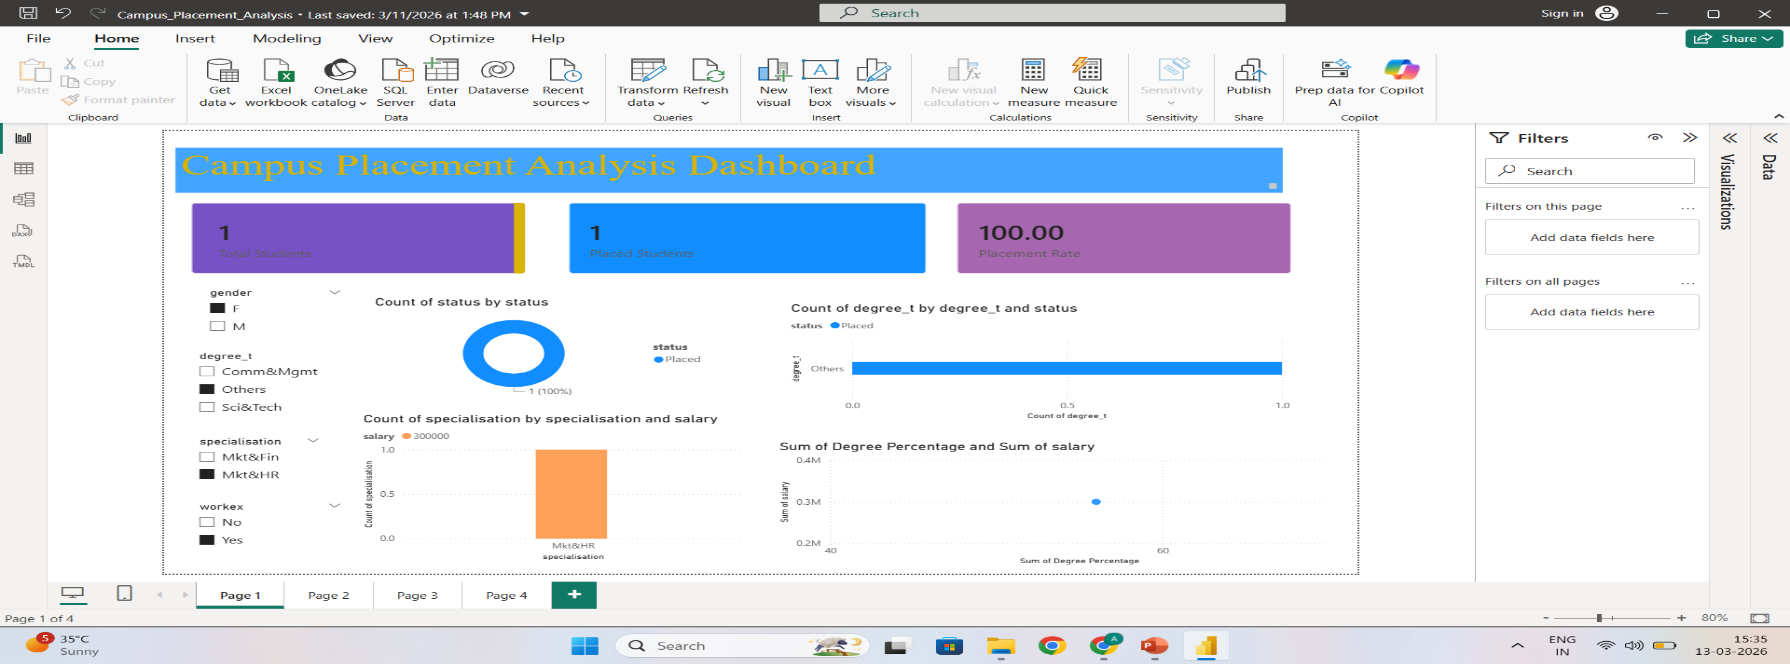 Campus_Placement_Analysis • Last saved: 3/11/2026 at 1:48 PM
Search
Sign in
File Home Insert Modeling View Optimize Help
Share
Paste
Cut
Copy
Format painter
Clipboard
Get data
Excel workbook
OneLake catalog
SQL Server
Enter data
Dataverse
Recent sources
Data
Transform data
Refresh
Queries
New visual
Text box
More visuals
Insert
New visual calculation
New measure
Quick measure
Calculations
Sensitivity
Sensitivity
Publish
Share
Prep data for AI
Copilot
Copilot
Campus Placement Analysis Dashboard
1
Total Students
1
Placed Students
100.00
Placement Rate
gender
F
M
degree_t
Comm&Mgmt
Others
Sci&Tech
specialisation
Mkt&Fin
Mkt&HR
workex
No
Yes
Count of status by status
status
Placed
1 (100%)
Count of degree_t by degree_t and status
status Placed
degree_t
Others
0.0 0.5 1.0
Count of degree_t
Count of specialisation by specialisation and salary
salary 300000
Count of specialisation
1.0
0.5
0.0
Mkt&HR
specialisation
Sum of Degree Percentage and Sum of salary
Sum of salary
0.4M
0.3M
0.2M
40 60
Sum of Degree Percentage
Filters
Search
Filters on this page ...
Add data fields here
Filters on all pages ...
Add data fields here
Visualizations
Data
DAX
TMDL
Page 1 Page 2 Page 3 Page 4 +
Page 1 of 4
- + 80%
5
35°C
Sunny
Search
A
P
ENG
IN
15:35
13-03-2026